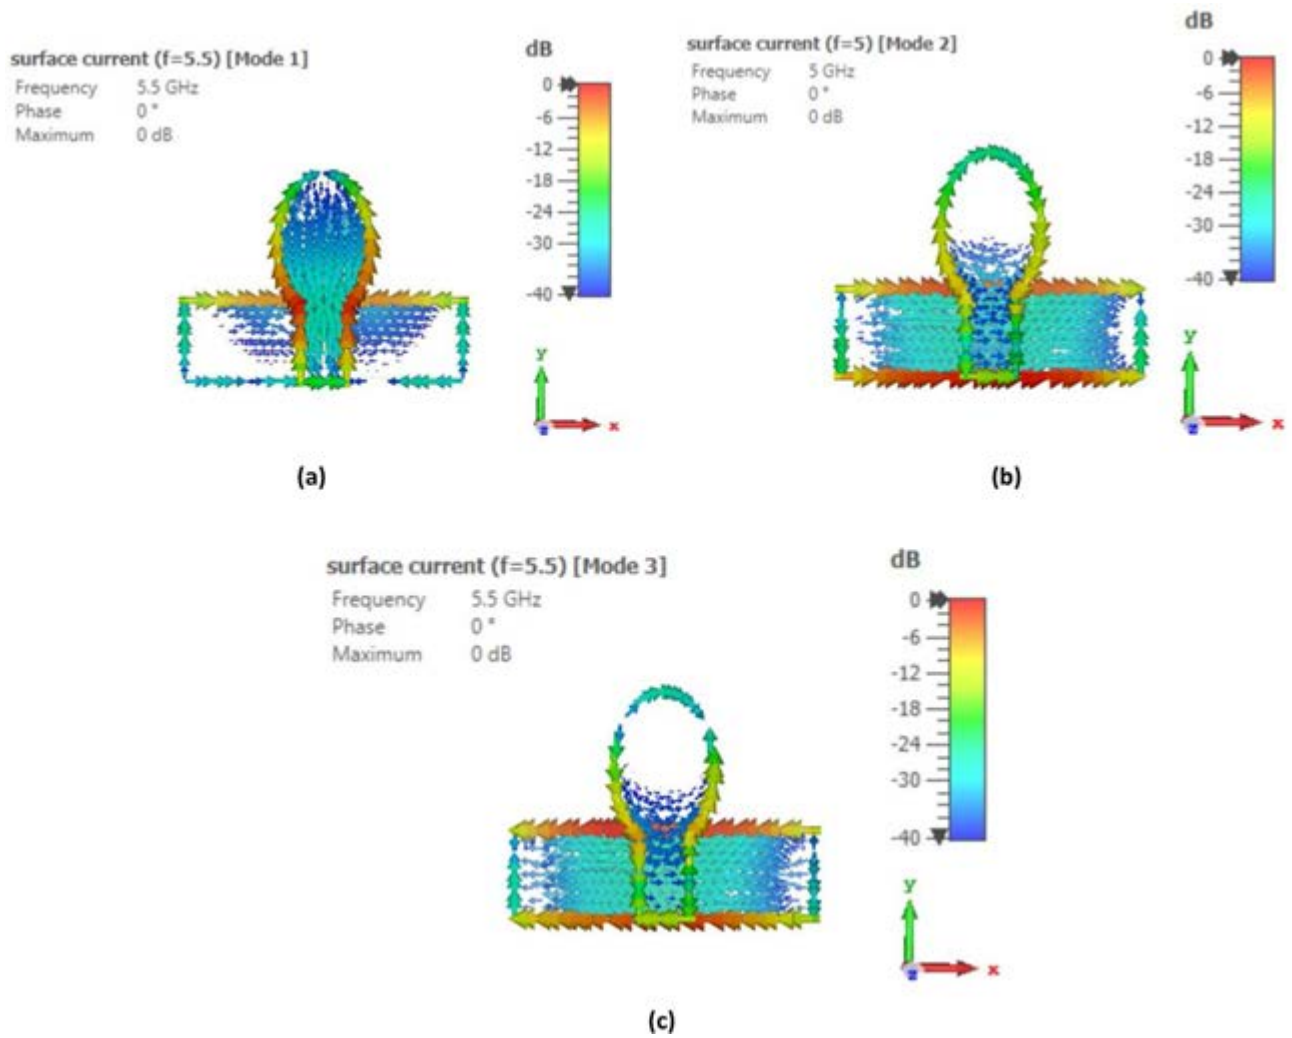 surface current (f=5.5) [Mode 1]
Frequency 5.5 GHz
Phase 0 °
Maximum 0 dB
dB
0
-6
-12
-18
-24
-30
-40
y
x
z
(a)
surface current (f=5) [Mode 2]
Frequency 5 GHz
Phase 0 °
Maximum 0 dB
dB
0
-6
-12
-18
-24
-30
-40
y
x
z
(b)
surface current (f=5.5) [Mode 3]
Frequency 5.5 GHz
Phase 0 °
Maximum 0 dB
dB
0
-6
-12
-18
-24
-30
-40
y
x
z
(c)